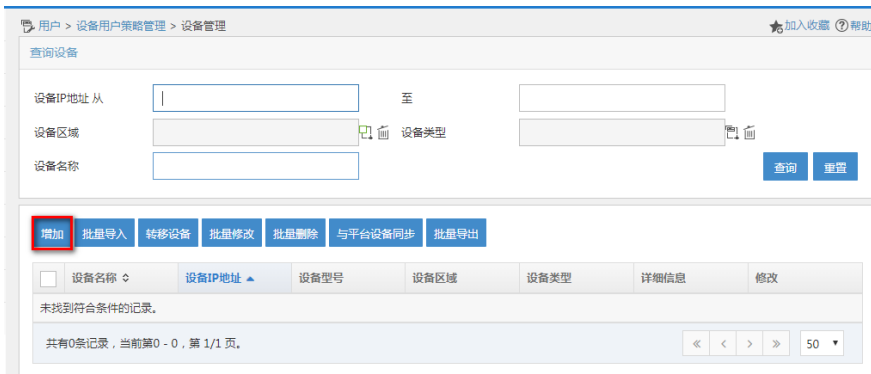 用户 > 设备用户策略管理 > 设备管理 加入收藏 ?帮助
查询设备
设备IP地址 从 至
设备区域 设备类型
设备名称 查询 重置
增加 批量导入 转移设备 批量修改 批量删除 与平台设备同步 批量导出
设备名称 设备IP地址 设备型号 设备区域 设备类型 详细信息 修改
未找到符合条件的记录。
共有0条记录,当前第0 - 0,第 1/1 页。 « < > » 50